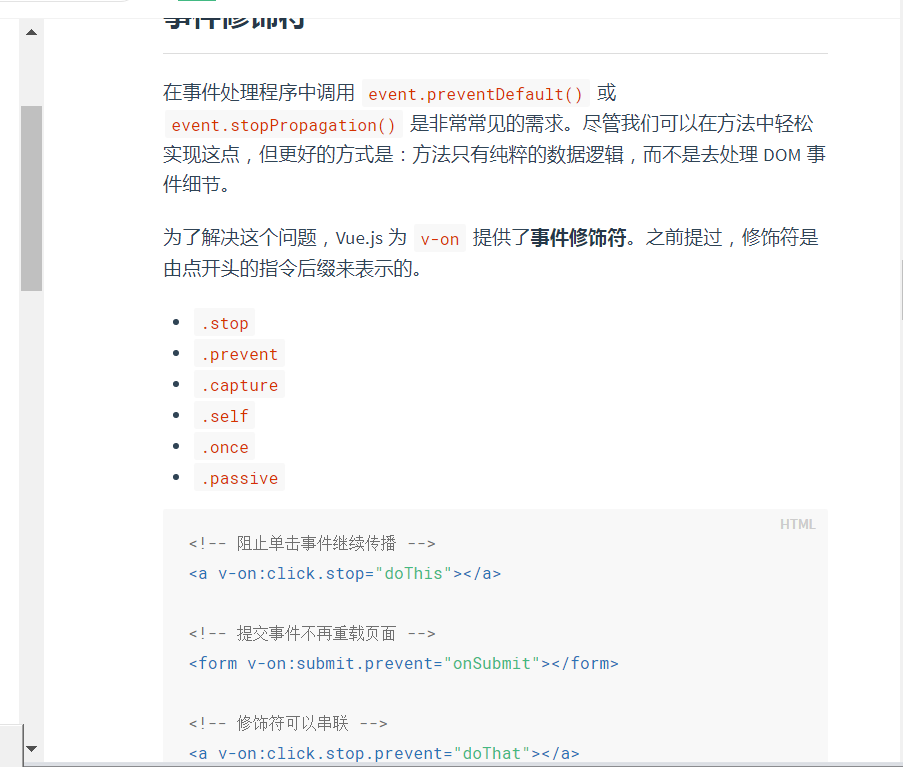 事件修饰符
在事件处理程序中调用 event.preventDefault() 或
event.stopPropagation() 是非常常见的需求。尽管我们可以在方法中轻松
实现这点，但更好的方式是：方法只有纯粹的数据逻辑，而不是去处理 DOM 事
件细节。
为了解决这个问题，Vue.js 为 v-on 提供了事件修饰符。之前提过，修饰符是
由点开头的指令后缀来表示的。
.stop
.prevent
.capture
.self
.once
.passive
HTML
<!-- 阻止单击事件继续传播 -->
<a v-on:click.stop="doThis"></a>
<!-- 提交事件不再重载页面 -->
<form v-on:submit.prevent="onSubmit"></form>
<!-- 修饰符可以串联 -->
<a v-on:click.stop.prevent="doThat"></a>